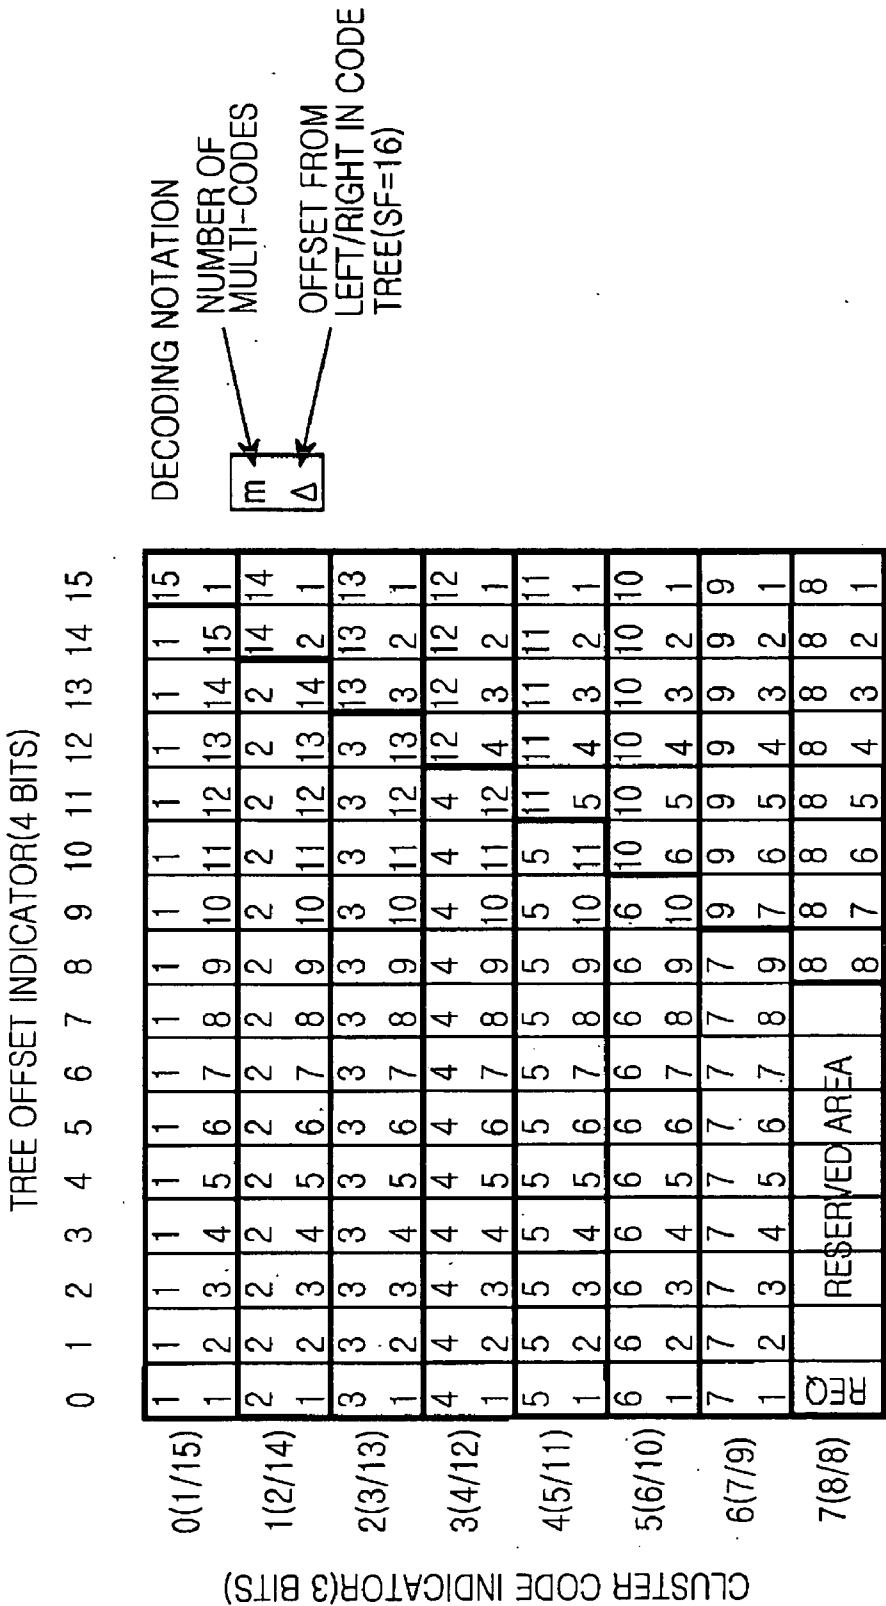 TREE OFFSET INDICATOR(4 BITS)
0 1 2 3 4 5 6 7 8 9 10 11 12 13 14 15
CLUSTER CODE INDICATOR(3 BITS)
0(1/15)
1 1 1 1 1 1 1 1 1 1 1 1 1 1 1 15
1 2 3 4 5 6 7 8 9 10 11 12 13 14 15 1
1(2/14)
2 2 2 2 2 2 2 2 2 2 2 2 2 2 14 14
1 2 3 4 5 6 7 8 9 10 11 12 13 14 2 1
2(3/13)
3 3 3 3 3 3 3 3 3 3 3 3 3 13 13 13
1 2 3 4 5 6 7 8 9 10 11 12 13 3 2 1
3(4/12)
4 4 4 4 4 4 4 4 4 4 4 4 12 12 12 12
1 2 3 4 5 6 7 8 9 10 11 12 4 3 2 1
4(5/11)
5 5 5 5 5 5 5 5 5 5 5 11 11 11 11 11
1 2 3 4 5 6 7 8 9 10 11 5 4 3 2 1
5(6/10)
6 6 6 6 6 6 6 6 6 6 10 10 10 10 10 10
1 2 3 4 5 6 7 8 9 10 6 5 4 3 2 1
6(7/9)
7 7 7 7 7 7 7 7 7 9 9 9 9 9 9 9
1 2 3 4 5 6 7 8 9 7 6 5 4 3 2 1
7(8/8)
REQ RESERVED AREA
8 8 8 8 8 8 8 8
8 7 6 5 4 3 2 1
DECODING NOTATION
m
Δ
NUMBER OF
MULTI-CODES
OFFSET FROM
LEFT/RIGHT IN CODE
TREE(SF=16)